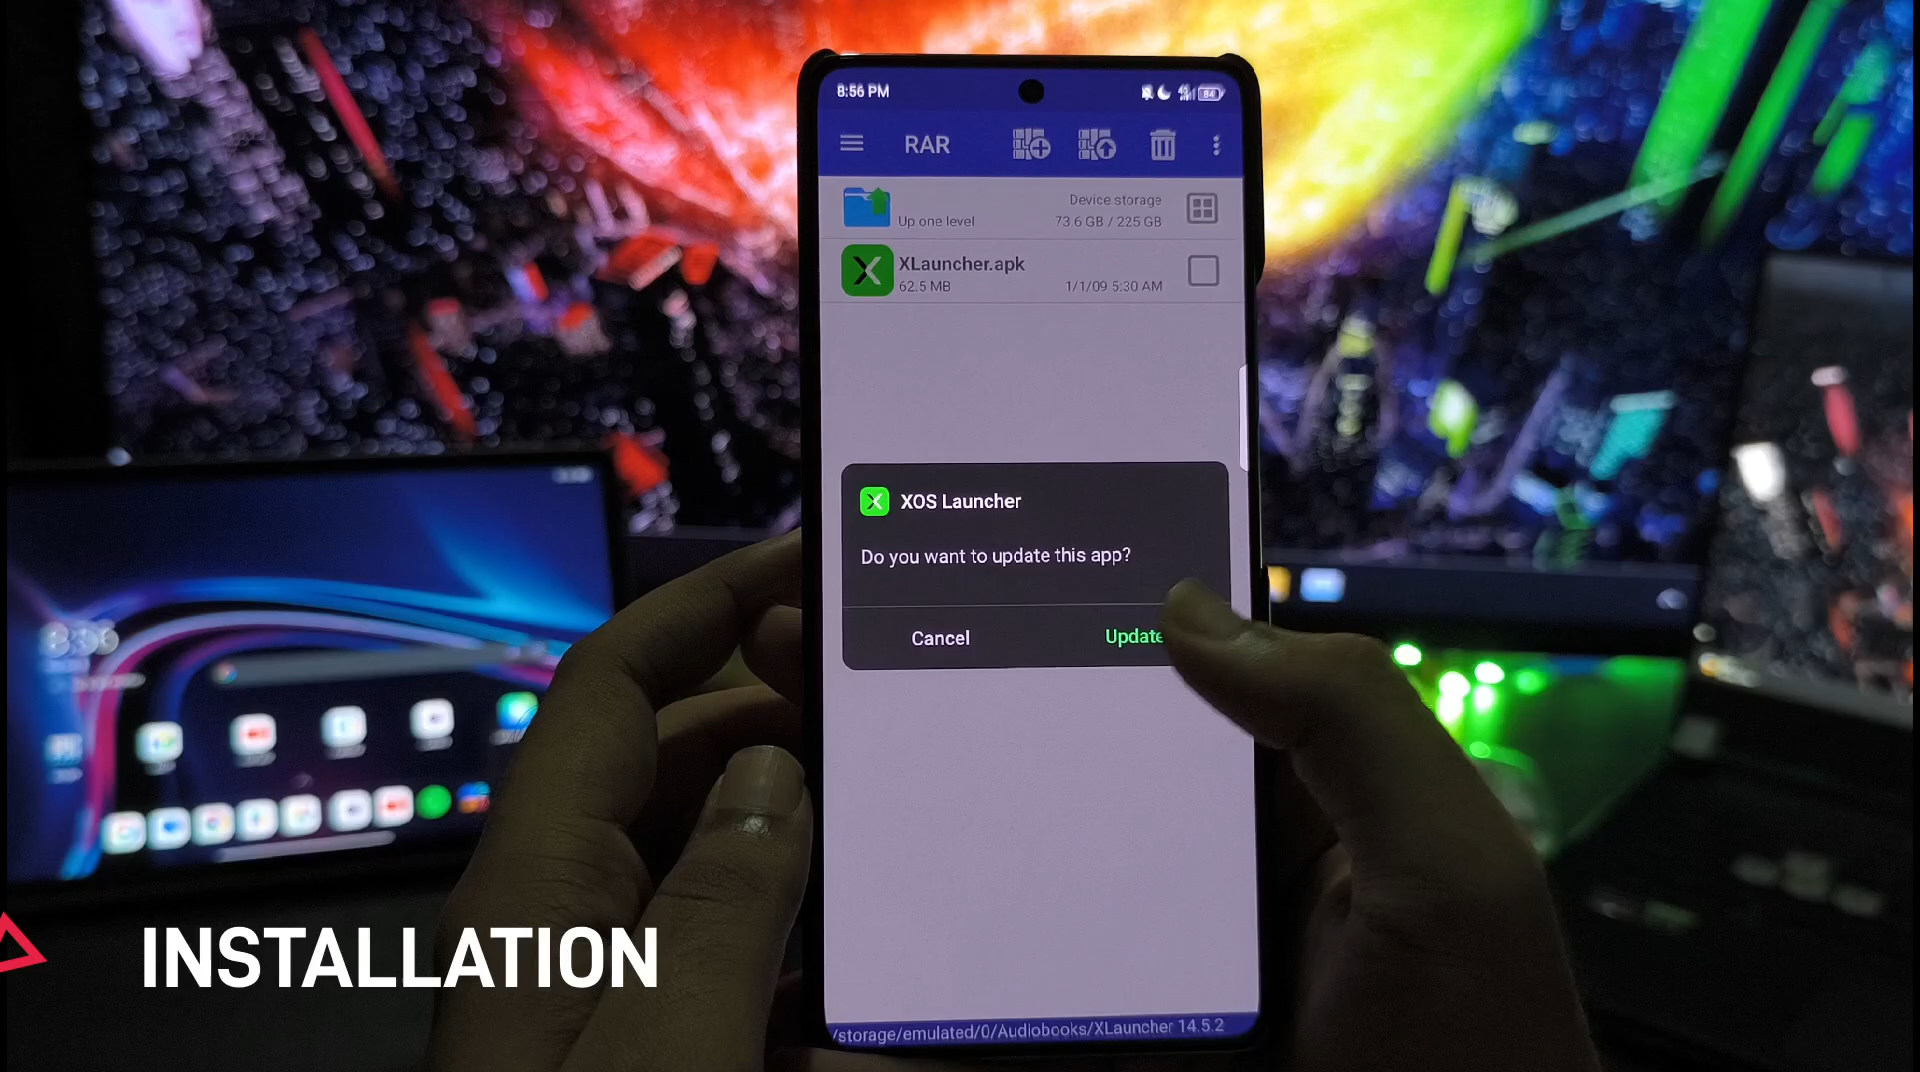 8:56 PM
84
RAR
Device storage
Up one level
73.6 GB / 225 GB
XLauncher.apk
62.5 MB
1/1/09 5:30 AM
XOS Launcher
Do you want to update this app?
Cancel
Update
INSTALLATION
/storage/emulated/0/Audiobooks/XLauncher 14.5.2